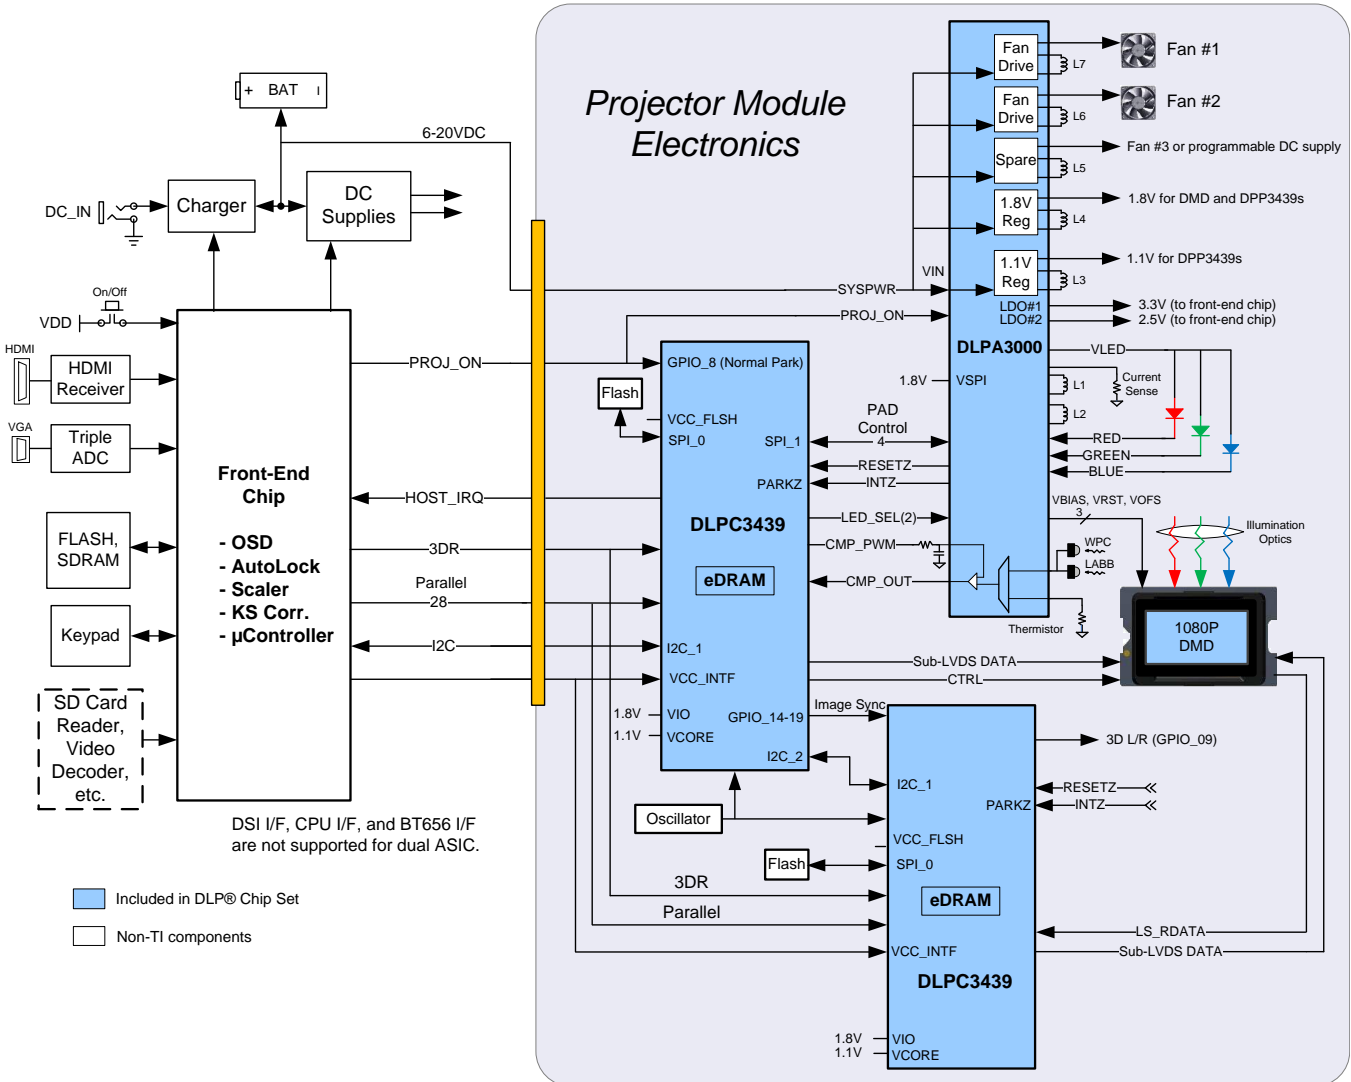 Projector Module
Electronics
+ BAT I
6-20VDC
DC_IN
Charger
DC
Supplies
On/Off
VDD
HDMI
HDMI
Receiver
VGA
Triple
ADC
FLASH,
SDRAM
Keypad
SD Card
Reader,
Video
Decoder,
etc.
Front-End
Chip
- OSD
- AutoLock
- Scaler
- KS Corr.
- µController
DSI I/F, CPU I/F, and BT656 I/F
are not supported for dual ASIC.
Included in DLP® Chip Set
Non-TI components
PROJ_ON
HOST_IRQ
3DR
Parallel
28
I2C
SYSPWR
VIN
PROJ_ON
GPIO_8 (Normal Park)
Flash
VCC_FLSH
SPI_0
SPI_1
PARKZ
DLPC3439
eDRAM
I2C_1
VCC_INTF
1.8V
VIO
1.1V
VCORE
GPIO_14-19
I2C_2
Oscillator
PAD
Control
4
RESETZ
INTZ
LED_SEL(2)
CMP_PWM
CMP_OUT
Sub-LVDS DATA
CTRL
Image Sync
Fan
Drive
L7
Fan #1
Fan
Drive
L6
Fan #2
Spare
L5
Fan #3 or programmable DC supply
1.8V
Reg
L4
1.8V for DMD and DPP3439s
1.1V
Reg
L3
1.1V for DPP3439s
LDO#1
3.3V (to front-end chip)
LDO#2
2.5V (to front-end chip)
DLPA3000
VLED
1.8V
VSPI
L1
L2
Current
Sense
RED
GREEN
BLUE
VBIAS, VRST, VOFS
3
WPC
LABB
Thermistor
Illumination
Optics
1080P
DMD
I2C_1
3D L/R (GPIO_09)
RESETZ
PARKZ
INTZ
VCC_FLSH
Flash
SPI_0
3DR
eDRAM
Parallel
VCC_INTF
LS_RDATA
Sub-LVDS DATA
DLPC3439
1.8V
VIO
1.1V
VCORE